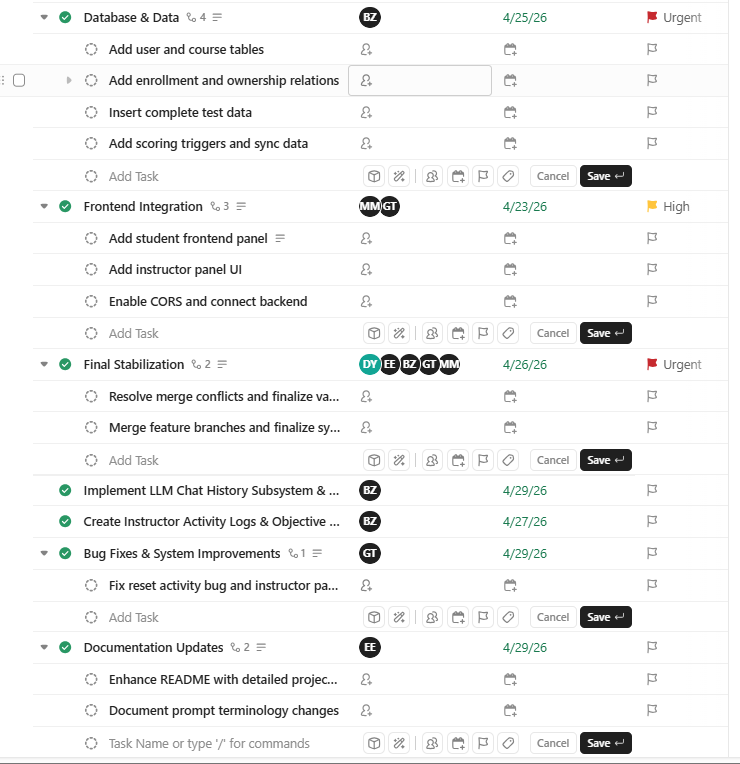 Database & Data 4 BZ 4/25/26 Urgent
Add user and course tables
Add enrollment and ownership relations
Insert complete test data
Add scoring triggers and sync data
Add Task Cancel Save
Frontend Integration 3 MM GT 4/23/26 High
Add student frontend panel
Add instructor panel UI
Enable CORS and connect backend
Add Task Cancel Save
Final Stabilization 2 DY EE BZ GT MM 4/26/26 Urgent
Resolve merge conflicts and finalize va...
Merge feature branches and finalize sy...
Add Task Cancel Save
Implement LLM Chat History Subsystem & ... BZ 4/29/26
Create Instructor Activity Logs & Objective ... BZ 4/27/26
Bug Fixes & System Improvements 1 GT 4/29/26
Fix reset activity bug and instructor pa...
Add Task Cancel Save
Documentation Updates 2 EE 4/29/26
Enhance README with detailed projec...
Document prompt terminology changes
Task Name or type '/' for commands Cancel Save